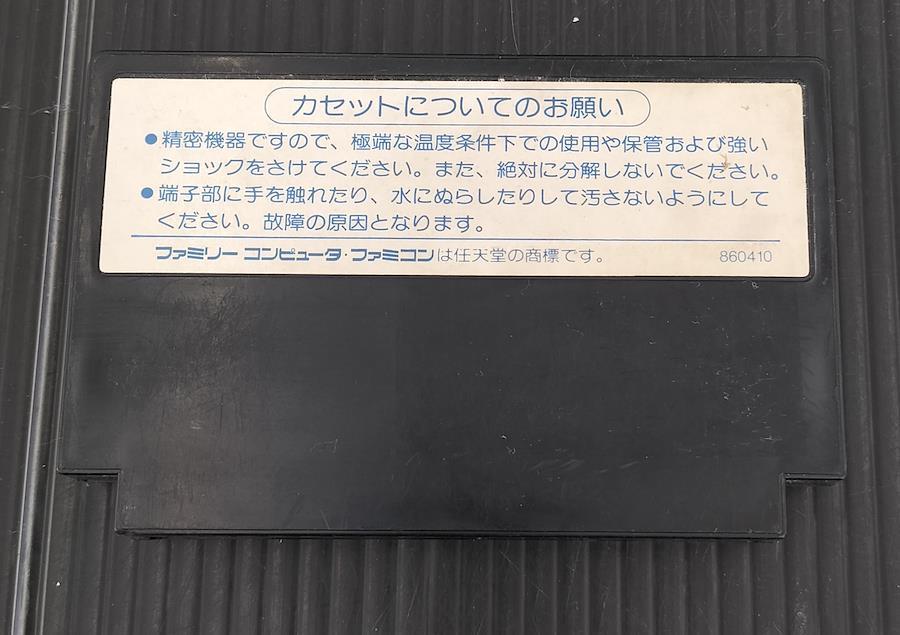 カセットについてのお願い
●精密機器ですので、極端な温度条件下での使用や保管および強い
ショックをさけてください。また、絶対に分解しないでください。
●端子部に手を触れたり、水にぬらしたりして汚さないようにして
ください。故障の原因となります。
ファミリーコンピュータ・ファミコンは任天堂の商標です。 860410